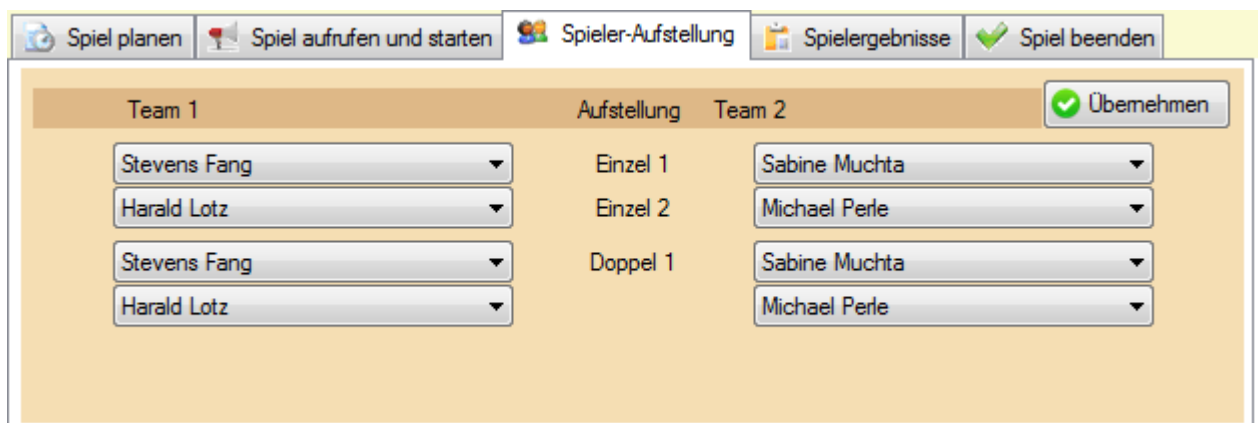 Spiel planen Spiel aufrufen und starten Spieler-Aufstellung Spielergebnisse Spiel beenden
Team 1 Aufstellung Team 2 Übernehmen
Stevens Fang Einzel 1 Sabine Muchta
Harald Lotz Einzel 2 Michael Perle
Stevens Fang Doppel 1 Sabine Muchta
Harald Lotz Michael Perle